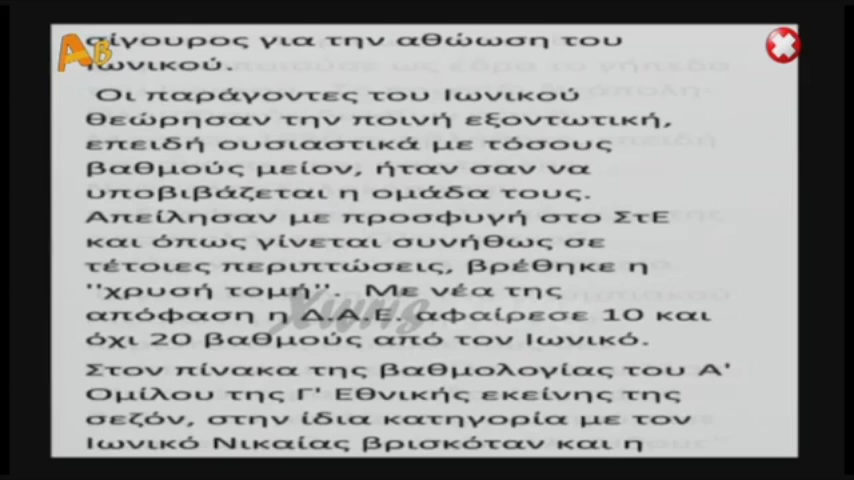 σίγουρος για την αθώωση του
Ιωνικού.
Οι παράγοντες του Ιωνικού
θεώρησαν την ποινή εξοντωτική,
επειδή ουσιαστικά με τόσους
βαθμούς μείον, ήταν σαν να
υποβιβάζεται η ομάδα τους.
Απείλησαν με προσφυγή στο ΣτΕ
και όπως γίνεται συνήθως σε
τέτοιες περιπτώσεις, βρέθηκε η
''χρυσή τομή''. Με νέα της
απόφαση η Δ.Α.Ε. αφαίρεσε 10 και
όχι 20 βαθμούς από τον Ιωνικό.
Στον πίνακα της βαθμολογίας του Α'
Ομίλου της Γ' Εθνικής εκείνης της
σεζόν, στην ίδια κατηγορία με τον
Ιωνικό Νικαίας βρισκόταν και η
ΑΒ
Χωρίς